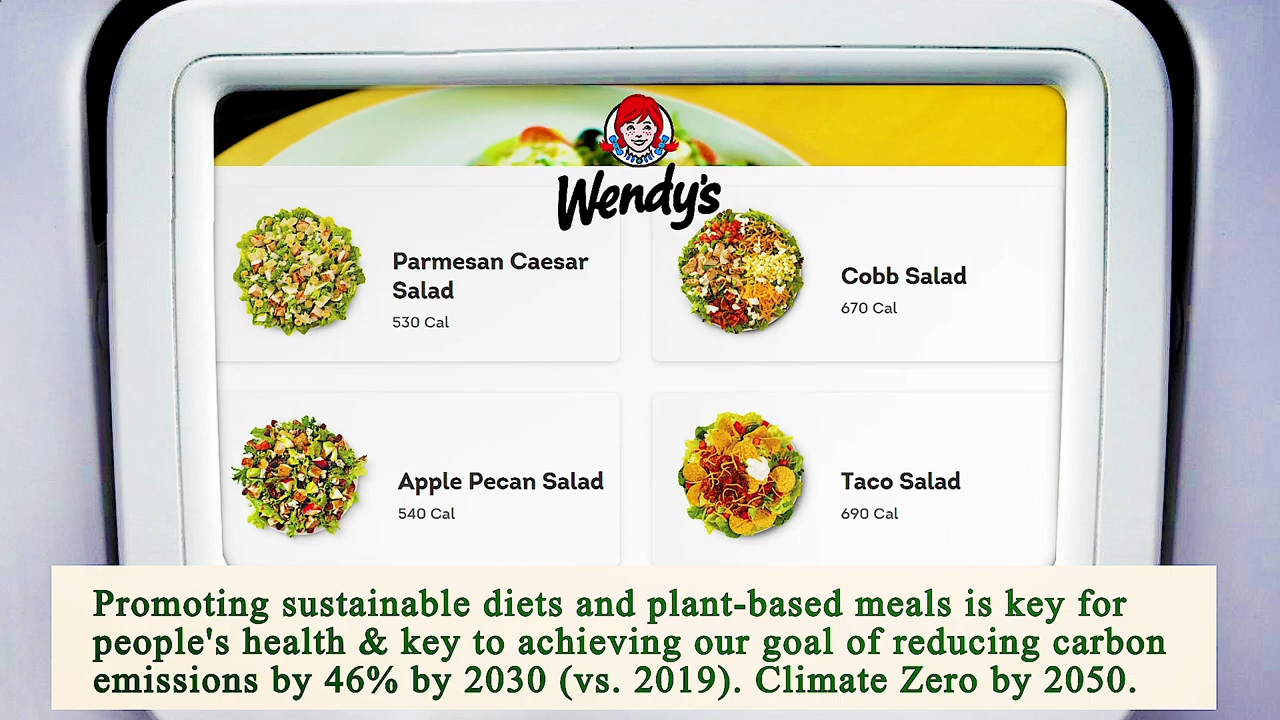 Wendy's
Parmesan Caesar
Salad
530 Cal
Cobb Salad
670 Cal
Apple Pecan Salad
540 Cal
Taco Salad
690 Cal
Promoting sustainable diets and plant-based meals is key for
people's health & key to achieving our goal of reducing carbon
emissions by 46% by 2030 (vs. 2019). Climate Zero by 2050.